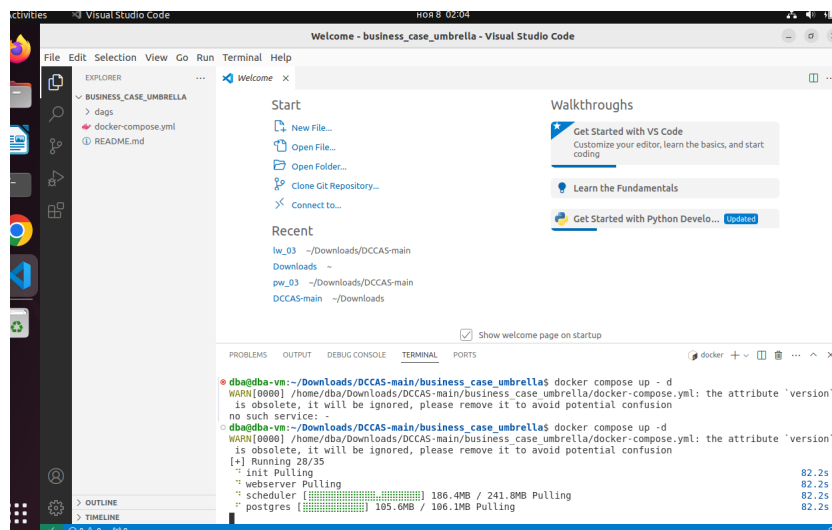 Activities Visual Studio Code ноя 8 02:04
Welcome - business_case_umbrella - Visual Studio Code
File Edit Selection View Go Run Terminal Help
EXPLORER ...
Welcome ×
BUSINESS_CASE_UMBRELLA
dags
docker-compose.yml
README.md
Start
New File...
Open File...
Open Folder...
Clone Git Repository...
Connect to...
Recent
lw_03 ~/Downloads/DCCAS-main
Downloads ~
pw_03 ~/Downloads/DCCAS-main
DCCAS-main ~/Downloads
Walkthroughs
Get Started with VS Code
Customize your editor, learn the basics, and start
coding
Learn the Fundamentals
Get Started with Python Develo... Updated
Show welcome page on startup
PROBLEMS OUTPUT DEBUG CONSOLE TERMINAL PORTS docker
dba@dba-vm:~/Downloads/DCCAS-main/business_case_umbrella$ docker compose up - d
WARN[0000] /home/dba/Downloads/DCCAS-main/business_case_umbrella/docker-compose.yml: the attribute `version`
is obsolete, it will be ignored, please remove it to avoid potential confusion
no such service: -
dba@dba-vm:~/Downloads/DCCAS-main/business_case_umbrella$ docker compose up -d
WARN[0000] /home/dba/Downloads/DCCAS-main/business_case_umbrella/docker-compose.yml: the attribute `version`
is obsolete, it will be ignored, please remove it to avoid potential confusion
[+] Running 28/35
init Pulling 82.2s
webserver Pulling 82.2s
scheduler [] 186.4MB / 241.8MB Pulling 82.2s
postgres [] 105.6MB / 106.1MB Pulling 82.2s
OUTLINE
TIMELINE